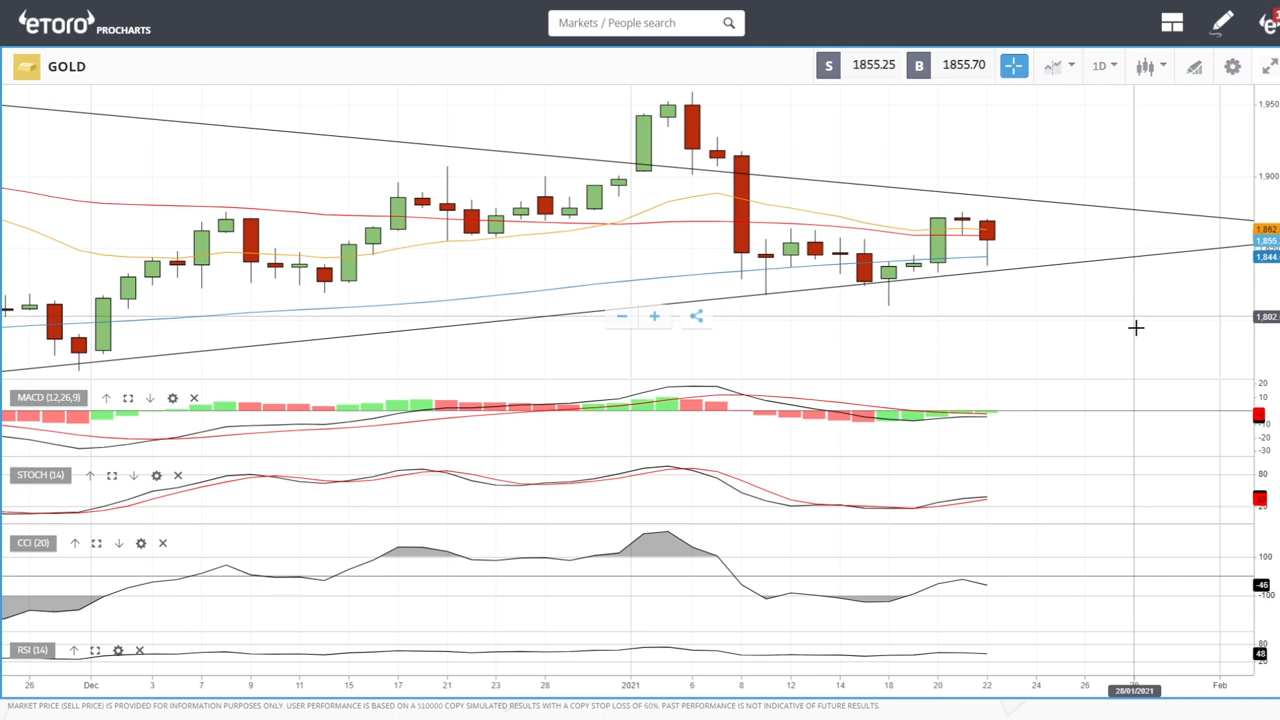 eTORO PROCHARTS
Markets / People search
GOLD
S 1855.25 B 1855.70
1D
1,950
1,900
1,862
1,855
1,844
1,802
MACD (12,26,9)
20
10
-10
-20
-30
STOCH (14)
80
20
CCI (20)
100
-46
-100
RSI (14)
80
48
20
26 Dec 3 7 9 11 15 17 21 23 28 2021 6 8 12 14 18 20 22 24 26 Feb
28/01/2021
MARKET PRICE (SELL PRICE) IS PROVIDED FOR INFORMATION PURPOSES ONLY. USER PERFORMANCE IS BASED ON A $10000 COPY SIMULATED RESULTS WITH A COPY STOP LOSS OF 60%. PAST PERFORMANCE IS NOT INDICATIVE OF FUTURE RESULTS.